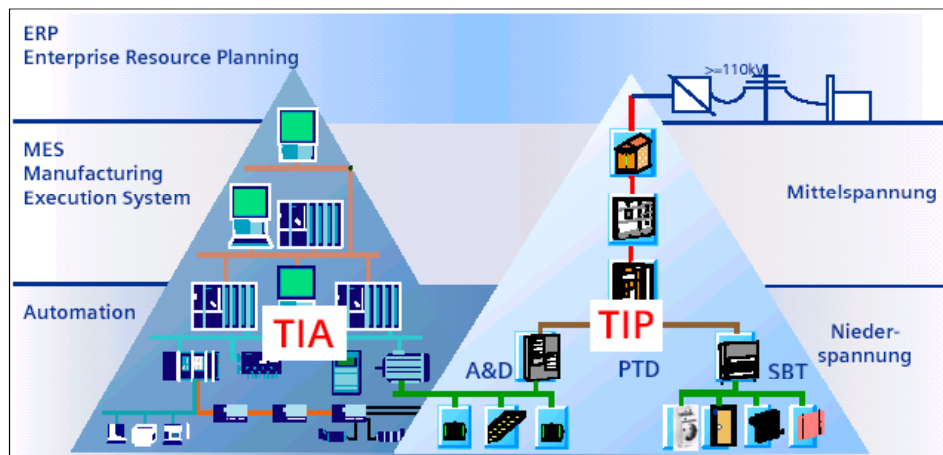 ERP
Enterprise Resource Planning
>=110kV
MES
Manufacturing
Execution System
Mittelspannung
Automation
TIA
TIP
Nieder-
spannung
A&D
PTD
SBT